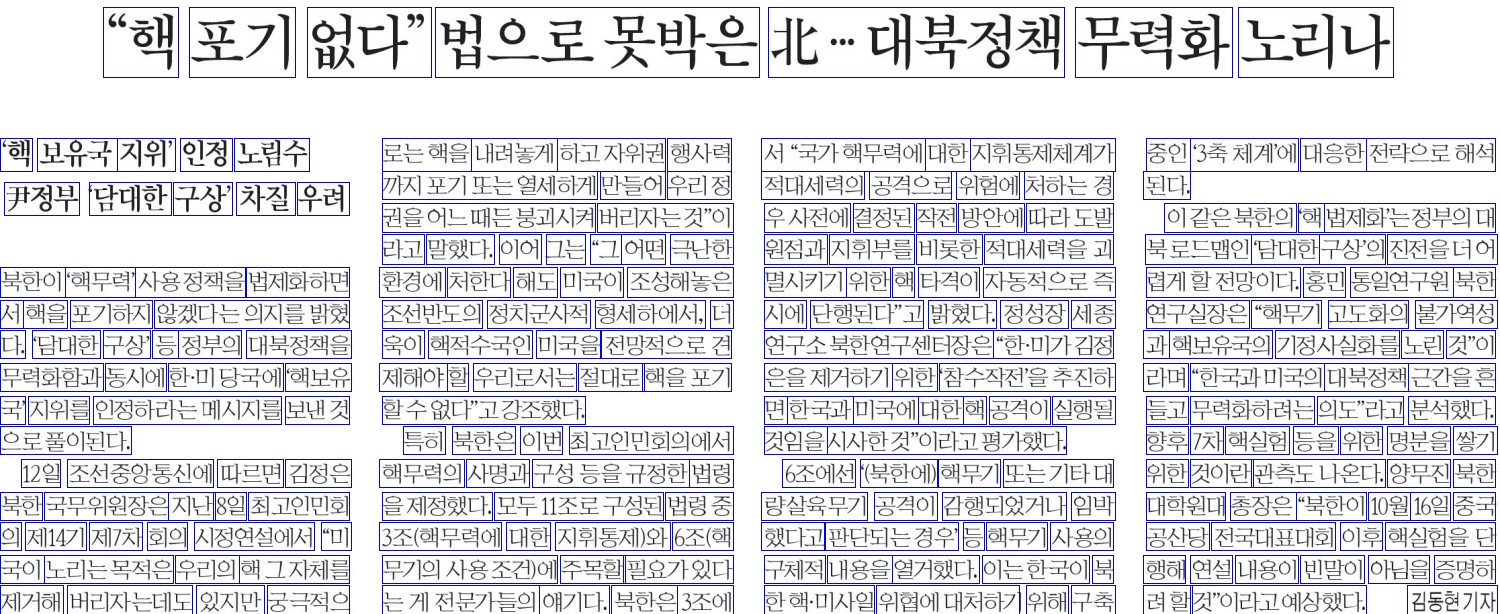 “핵 포기 없다” 법으로 못박은 北… 대북정책 무력화 노리나
‘핵 보유국 지위’ 인정 노림수
尹정부 ‘담대한 구상’ 차질 우려
북한이 ‘핵무력’ 사용 정책을 법제화하면
서 핵을 포기하지 않겠다는 의지를 밝혔
다. ‘담대한 구상’ 등 정부의 대북정책을
무력화함과 동시에 한·미 당국에 ‘핵보유
국’ 지위를 인정하라는 메시지를 보낸 것
으로 풀이된다.
12일 조선중앙통신에 따르면 김정은
북한 국무위원장은 지난 8일 최고인민회
의 제14기 제7차 회의 시정연설에서 “미
국이 노리는 목적은 우리의 핵 그 자체를
제거해 버리자는데도 있지만 궁극적으
로는 핵을 내려놓게 하고 자위권 행사력
까지 포기 또는 열세하게 만들어 우리 정
권을 어느 때든 붕괴시켜 버리자는 것”이
라고 말했다. 이어 그는 “그 어떤 극난한
환경에 처한다 해도 미국이 조성해놓은
조선반도의 정치군사적 형세하에서, 더
욱이 핵적수국인 미국을 전망적으로 견
제해야 할 우리로서는 절대로 핵을 포기
할 수 없다”고 강조했다.
특히 북한은 이번 최고인민회의에서
핵무력의 사명과 구성 등을 규정한 법령
을 제정했다. 모두 11조로 구성된 법령 중
3조(핵무력에 대한 지휘통제)와 6조(핵
무기의 사용 조건)에 주목할 필요가 있다
는 게 전문가들의 얘기다. 북한은 3조에
서 “국가 핵무력에 대한 지휘통제체계가
적대세력의 공격으로 위험에 처하는 경
우 사전에 결정된 작전 방안에 따라 도발
원점과 지휘부를 비롯한 적대세력을 괴
멸시키기 위한 핵 타격이 자동적으로 즉
시에 단행된다”고 밝혔다. 정성장 세종
연구소 북한연구센터장은 “한·미가 김정
은을 제거하기 위한 ‘참수작전’을 추진하
면 한국과 미국에 대한 핵 공격이 실행될
것임을 시사한 것”이라고 평가했다.
6조에선 ‘(북한에) 핵무기 또는 기타 대
량살육무기 공격이 감행되었거나 임박
했다고 판단되는 경우’ 등 핵무기 사용의
구체적 내용을 열거했다. 이는 한국이 북
한 핵·미사일 위협에 대처하기 위해 구축
중인 ‘3축 체계’에 대응한 전략으로 해석
된다.
이 같은 북한의 ‘핵 법제화’는 정부의 대
북 로드맵인 ‘담대한 구상’의 진전을 더 어
렵게 할 전망이다. 홍민 통일연구원 북한
연구실장은 “핵무기 고도화의 불가역성
과 핵보유국의 기정사실화를 노린 것”이
라며 “한국과 미국의 대북정책 근간을 흔
들고 무력화하려는 의도”라고 분석했다.
향후 7차 핵실험 등을 위한 명분을 쌓기
위한 것이란 관측도 나온다. 양무진 북한
대학원대 총장은 “북한이 10월 16일 중국
공산당 전국대표대회 이후 핵실험을 단
행해 연설 내용이 빈말이 아님을 증명하
려 할 것”이라고 예상했다. 김동현 기자